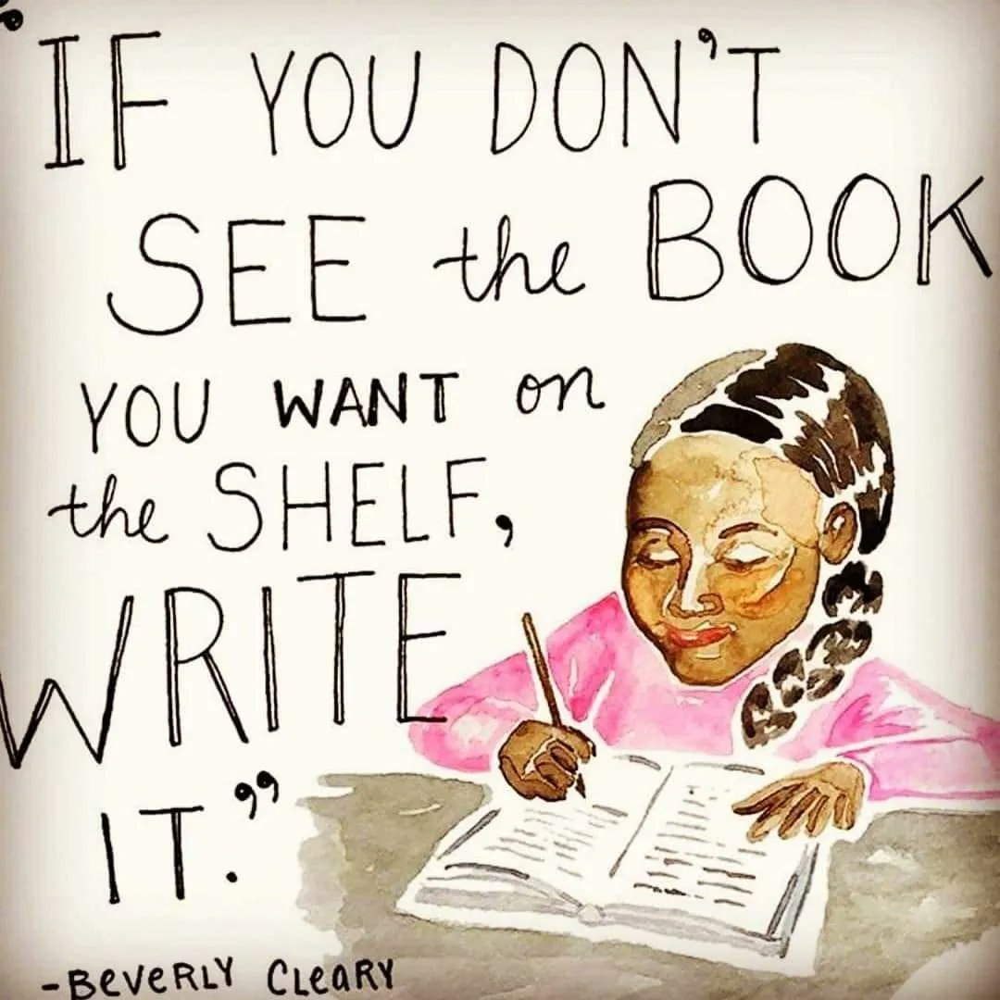 "IF YOU DON'T
SEE the BOOK
YOU WANT on
the SHELF,
WRITE
IT."
-BEVERLY CLEARY